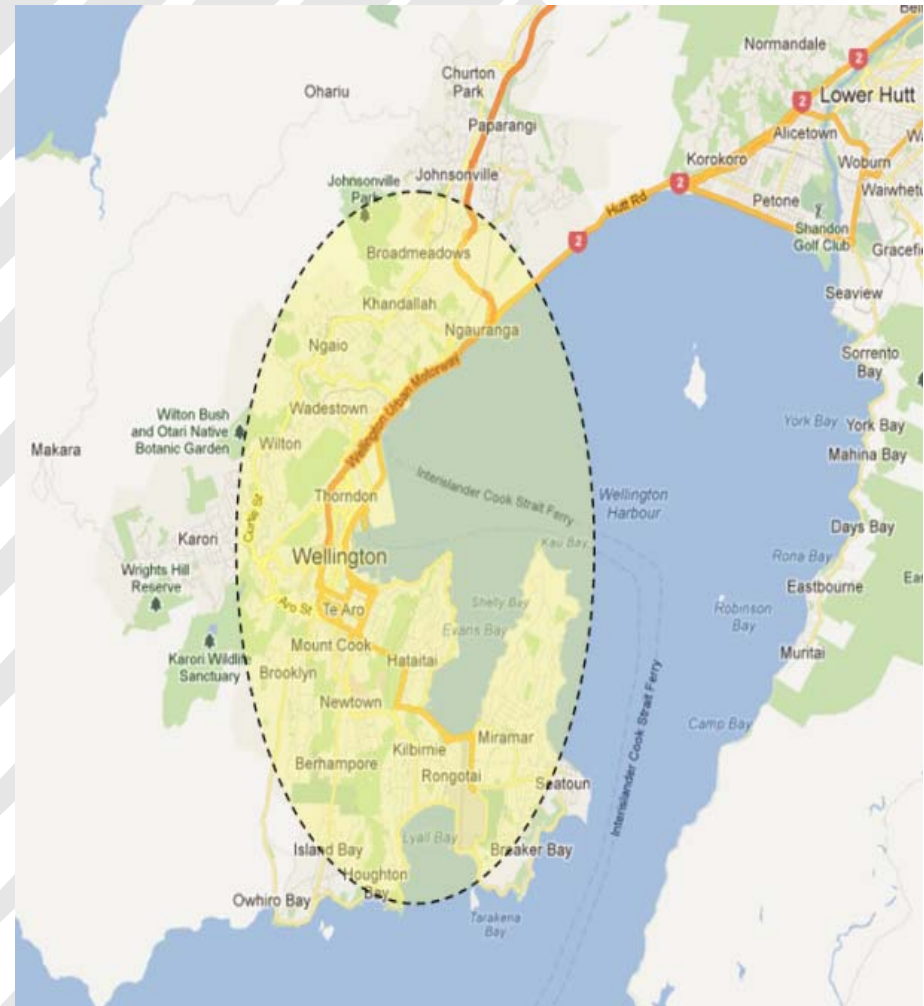 Normandale
2
Churton
Park
Ohariu
2
Lower Hutt
Paparangi
Alicetown
Korokoro
Woburn
Johnsonville
Johnsonville
Park
2
Petone
Waiwhetu
Hutt Rd
Shandon
Golf Club
2
Gracefi
Broadmeadows
Seaview
Khandallah
Ngauranga
Ngaio
Sorrento
Bay
Wellington Urban Motorway
Wadestown
Wilton Bush
and Otari Native
Botanic Garden
York Bay
York Bay
Wilton
Makara
Mahina Bay
Interislander Cook Strait Ferry
Thorndon
Wellington
Harbour
Curtis St
Days Bay
Karori
Kau Bay
Wellington
Rona Bay
Wrights Hill
Reserve
Eastbourne
Shelly Bay
Aro St
Te Aro
Robinson
Bay
Evans Bay
Mount Cook
Muritai
Karori Wildlife
Sanctuary
Hataitai
Brooklyn
Newtown
Interislander Cook Strait Ferry
Camp Bay
Miramar
Kilbirnie
Berhampore
Rongotai
Seatoun
Lyall Bay
Island Bay
Breaker Bay
Houghton
Bay
Owhiro Bay
Tarakena
Bay